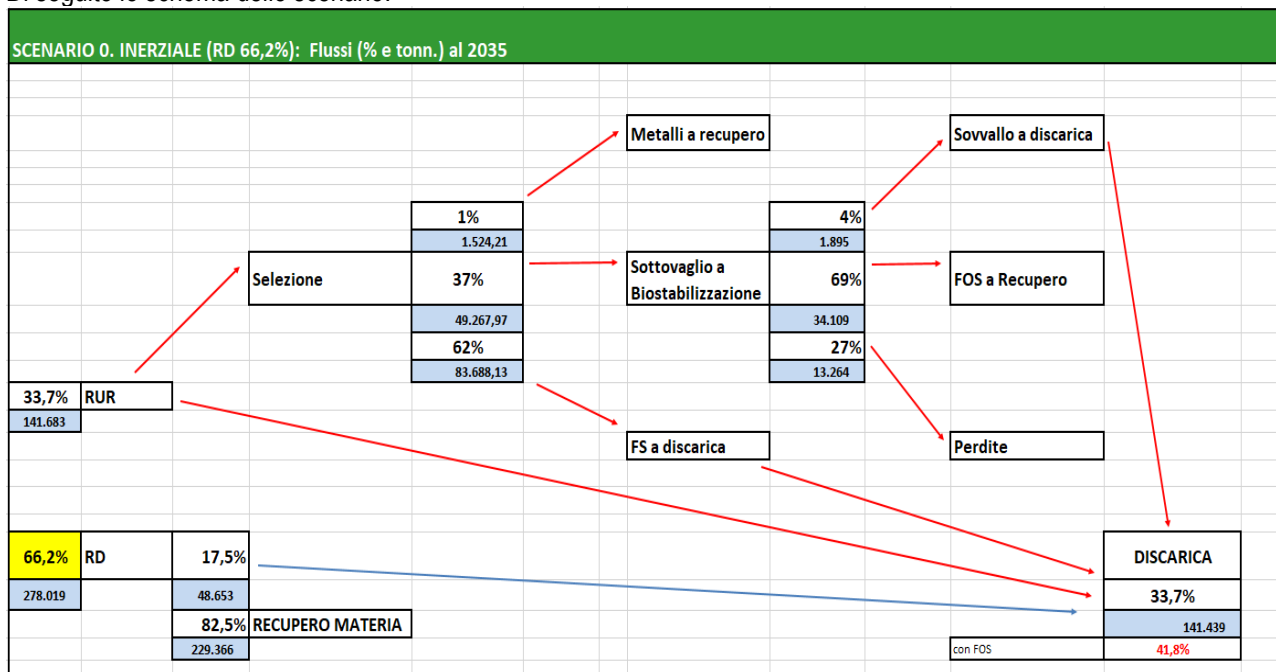 SCENARIO 0. INERZIALE (RD 66,2%): Flussi (% e tonn.) al 2035
Metalli a recupero
Sovvallo a discarica
1%
4%
1.524,21
1.895
Selezione
37%
Sottovaglio a
Biostabilizzazione
69%
FOS a Recupero
49.267,97
34.109
62%
27%
83.688,13
13.264
33,7%
RUR
141.683
FS a discarica
Perdite
66,2%
RD
17,5%
DISCARICA
278.019
48.653
33,7%
82,5%
RECUPERO MATERIA
141.439
229.366
con FOS
41,8%